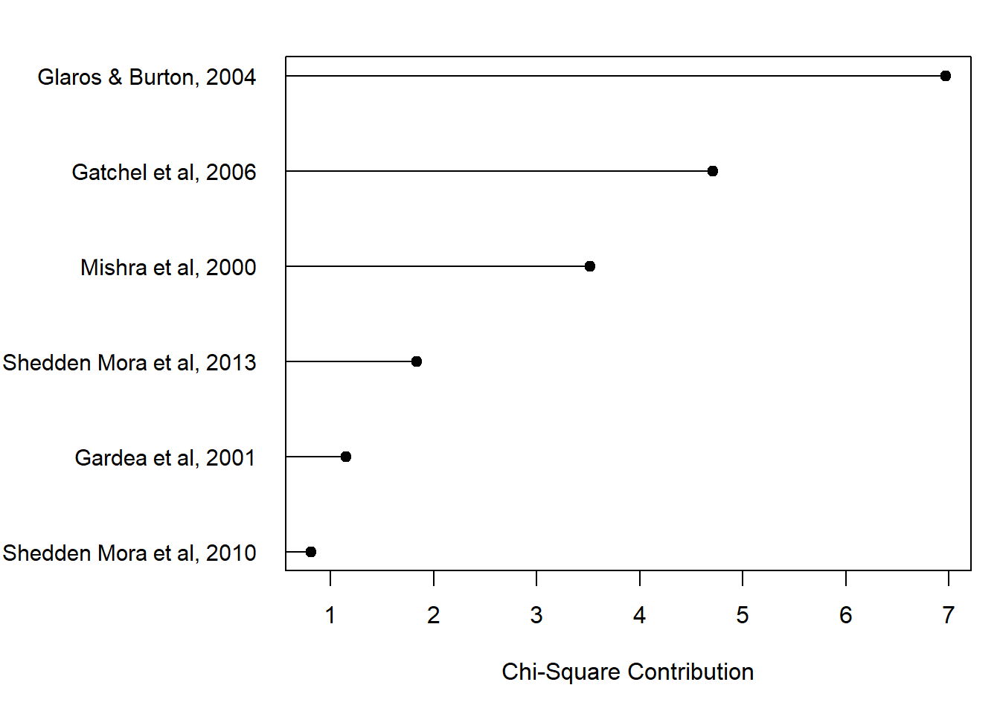 Glaros & Burton, 2004
Gatchel et al, 2006
Mishra et al, 2000
Shedden Mora et al, 2013
Gardea et al, 2001
Shedden Mora et al, 2010
1 2 3 4 5 6 7
Chi-Square Contribution